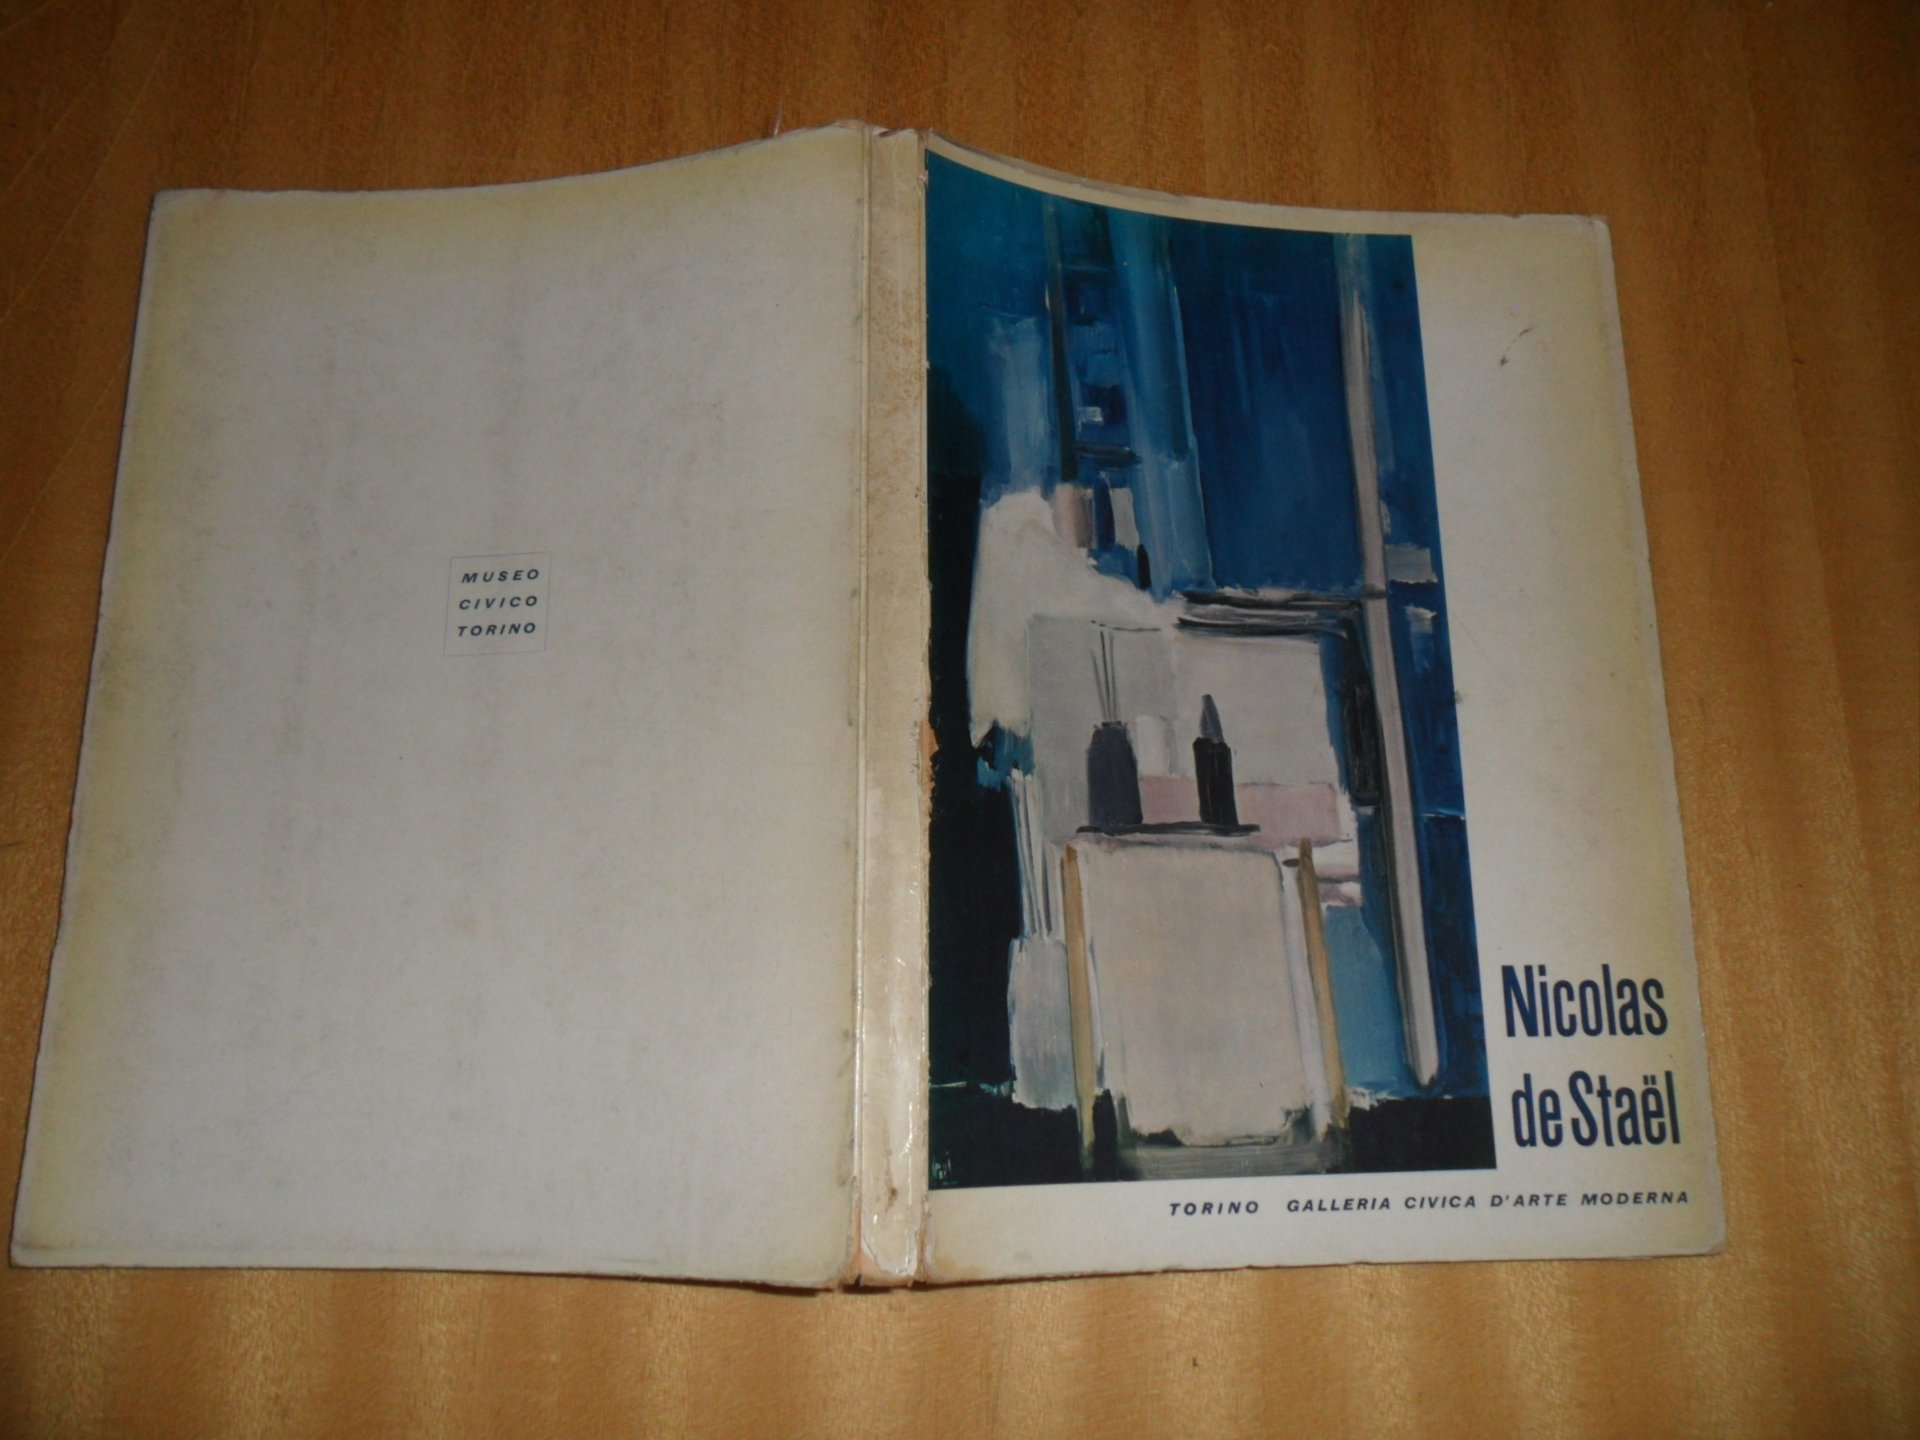 MUSEO
CIVICO
TORINO
Nicolas
de Staël
TORINO GALLERIA CIVICA D'ARTE MODERNA